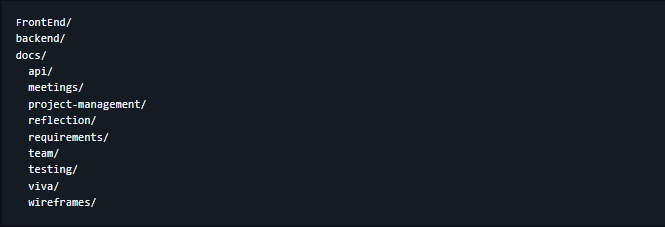 FrontEnd/
backend/
docs/
  api/
  meetings/
  project-management/
  reflection/
  requirements/
  team/
  testing/
  viva/
  wireframes/